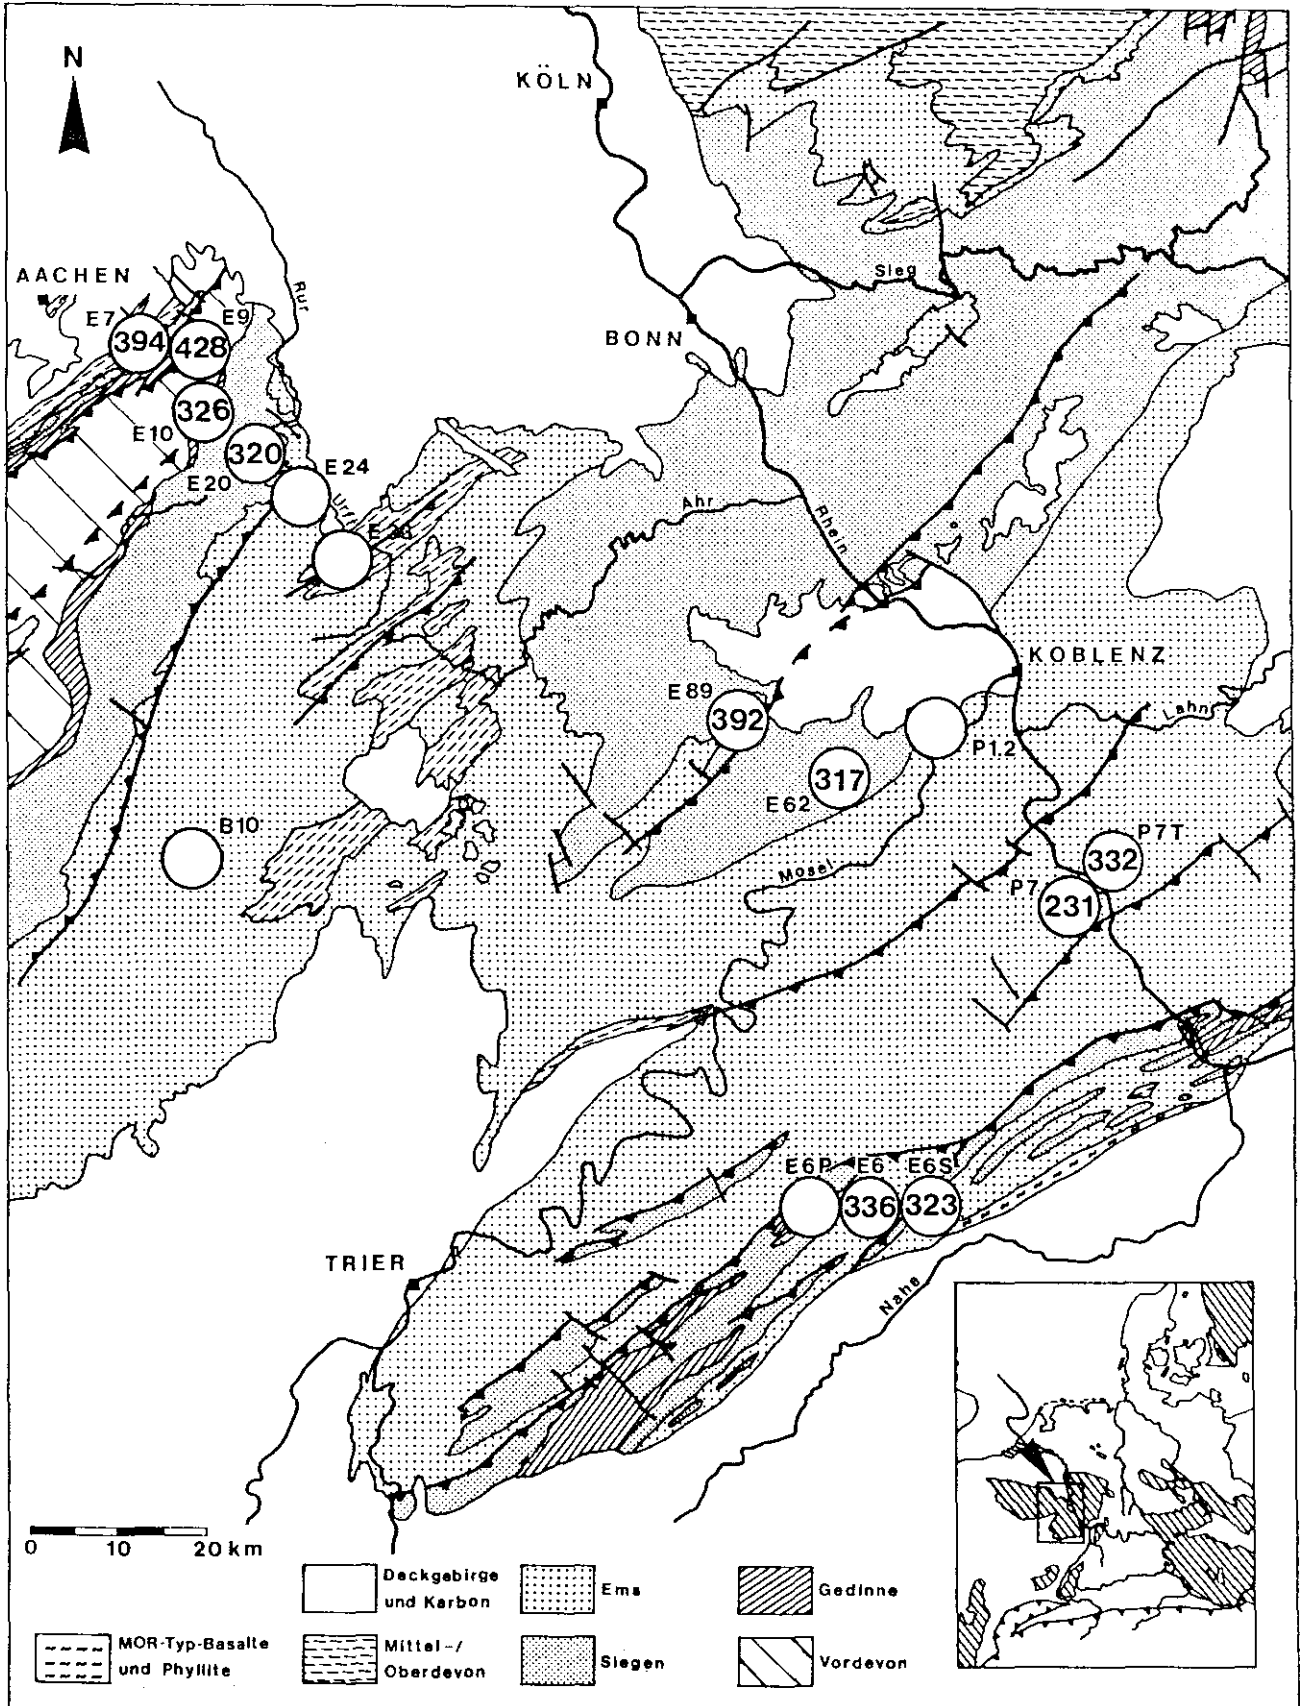 N
KÖLN
AACHEN
Rur
Sieg
E7
E9
394
428
BONN
326
E10
320
E20
E24
Urft
Ahr
Rhein
KOBLENZ
E89
392
Lahn
P1.2
317
E62
B10
Mosel
P7T
332
P7
231
E6P
E6
E6S
336
323
TRIER
Nahe
0 10 20 km
Deckgebirge
und Karbon
Ems
Gedinne
MOR-Typ-Basalte
und Phyllite
Mittel-/
Oberdevon
Siegen
Vordevon